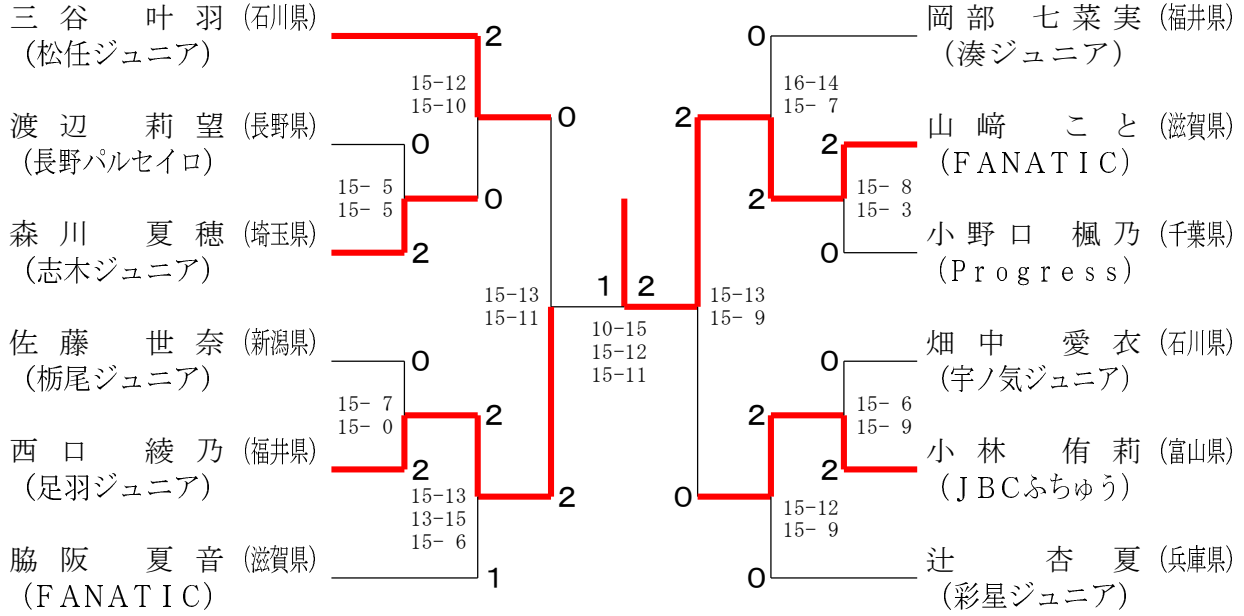 三谷 叶羽 (石川県)
(松任ジュニア)
渡辺 莉望 (長野県)
(長野パルセイロ)
森川 夏穂 (埼玉県)
(志木ジュニア)
佐藤 世奈 (新潟県)
(栃尾ジュニア)
西口 綾乃 (福井県)
(足羽ジュニア)
脇阪 夏音 (滋賀県)
(FANATIC)
2
15-12
15-10
0
0
15- 5
15- 5
0
2
15-13
15-11
0
15- 7
15- 0
2
2
15-13
13-15
15- 6
2
1
1 2
10-15
15-12
15-11
0
16-14
15- 7
2
2
15- 8
15- 3
2
0
15-13
15- 9
0
15- 6
15- 9
2
2
0
15-12
15- 9
0
岡部 七菜実 (福井県)
(湊ジュニア)
山﨑 こと (滋賀県)
(FANATIC)
小野口 楓乃 (千葉県)
(Progress)
畑中 愛衣 (石川県)
(宇ノ気ジュニア)
小林 侑莉 (富山県)
(JBCふちゅう)
辻 杏夏 (兵庫県)
(彩星ジュニア)